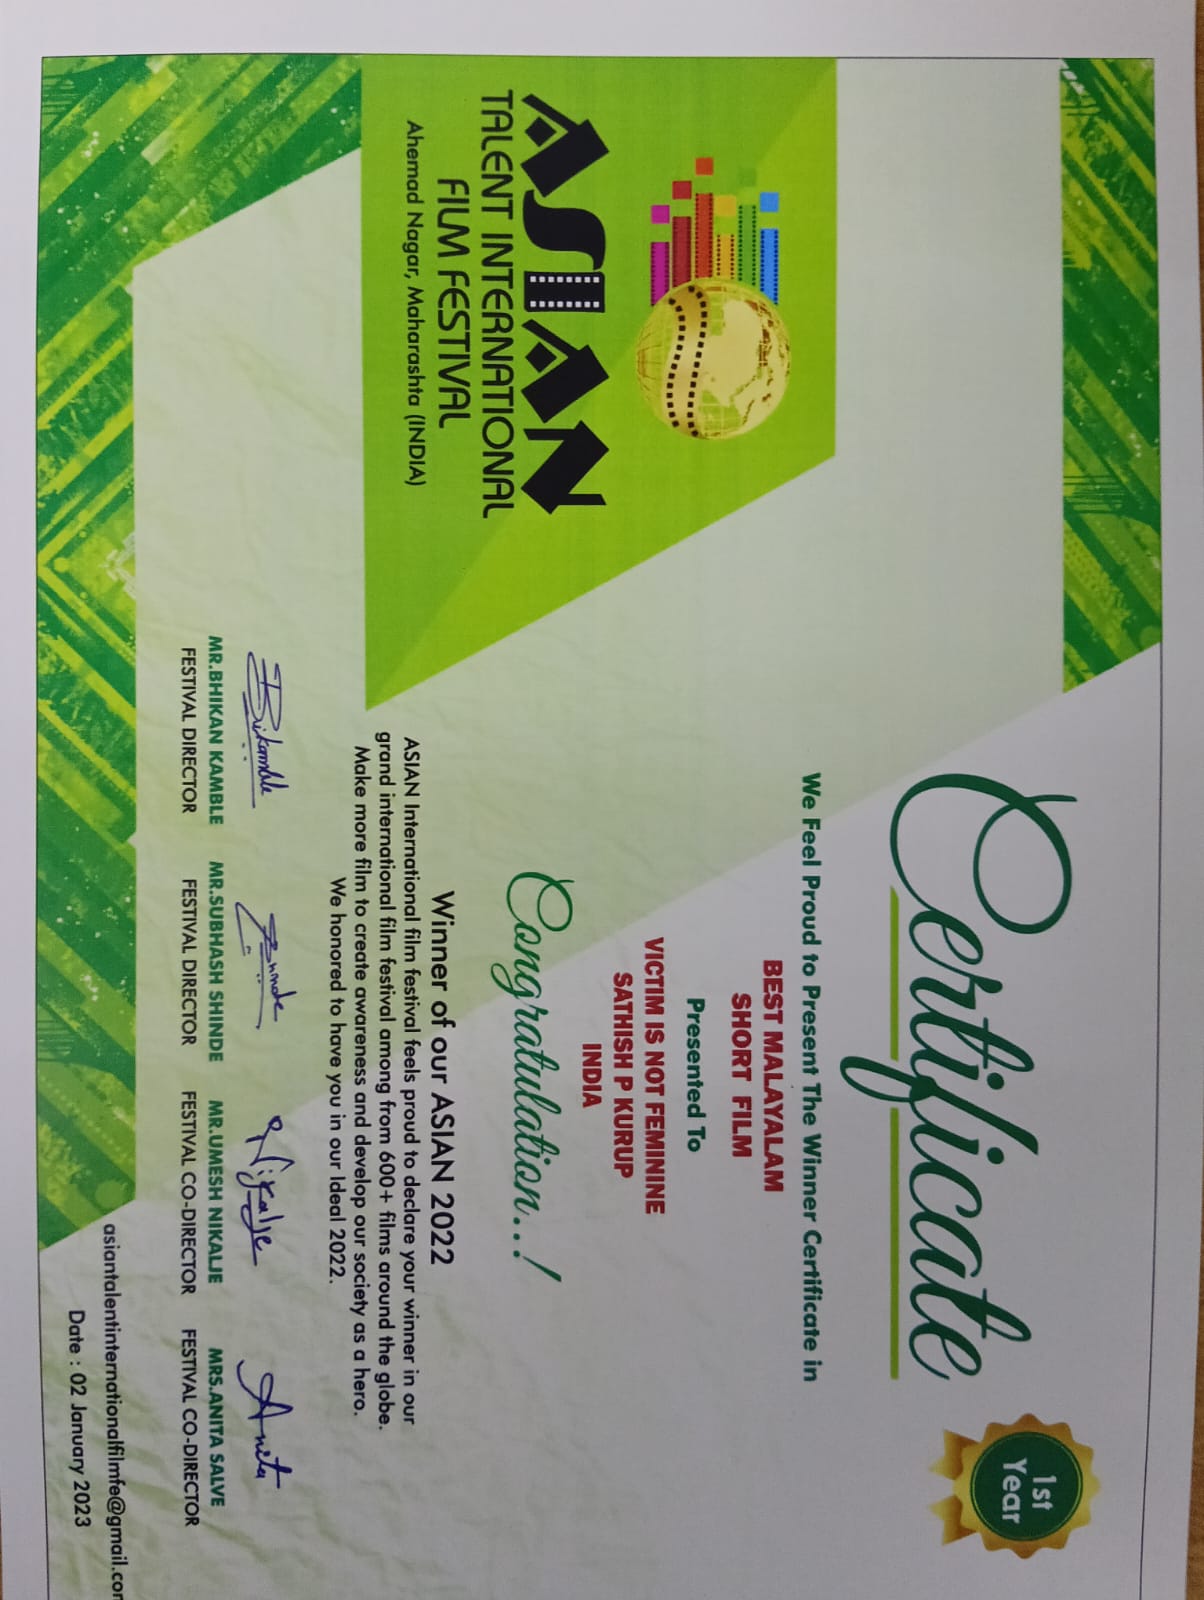 Certificate
1st
Year
We Feel Proud to Present The Winner Certificate in
BEST MALAYALAM
SHORT FILM
Presented To
VICTIM IS NOT FEMININE
SATHISH P KURUP
INDIA
Congratulation..!
ASIAN
TALENT INTERNATIONAL
FILM FESTIVAL
Ahemad Nagar, Maharashta (INDIA)
Winner of our ASIAN 2022
ASIAN International film festival feels proud to declare your winner in our
grand international film festival among from 600+ films around the globe.
Make more film to create awareness and develop our society as a hero.
We honored to have you in our Ideal 2022.
Bikamble
Shinde
Nikalje
Anita
MR.BHIKAN KAMBLE
FESTIVAL DIRECTOR
MR.SUBHASH SHINDE
FESTIVAL DIRECTOR
MR.UMESH NIKALJE
FESTIVAL CO-DIRECTOR
MRS.ANITA SALVE
FESTIVAL CO-DIRECTOR
asiantalentinternationalfilmfe@gmail.com
Date : 02 January 2023